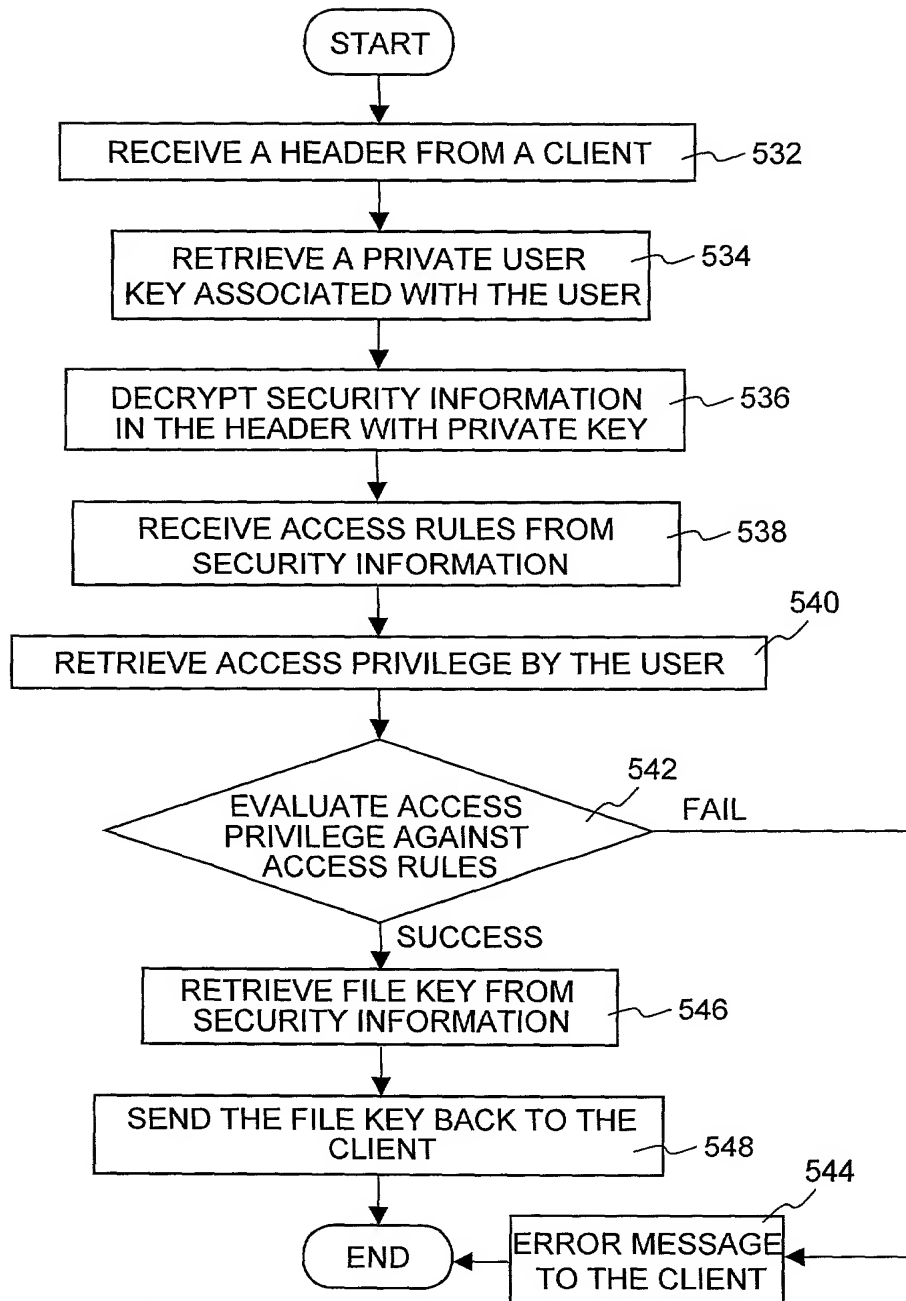 START
RECEIVE A HEADER FROM A CLIENT
532
RETRIEVE A PRIVATE USER
KEY ASSOCIATED WITH THE USER
534
DECRYPT SECURITY INFORMATION
IN THE HEADER WITH PRIVATE KEY
536
RECEIVE ACCESS RULES FROM
SECURITY INFORMATION
538
540
RETRIEVE ACCESS PRIVILEGE BY THE USER
542
EVALUATE ACCESS
PRIVILEGE AGAINST
ACCESS RULES
FAIL
SUCCESS
RETRIEVE FILE KEY FROM
SECURITY INFORMATION
546
SEND THE FILE KEY BACK TO THE
CLIENT
548
544
ERROR MESSAGE
TO THE CLIENT
END